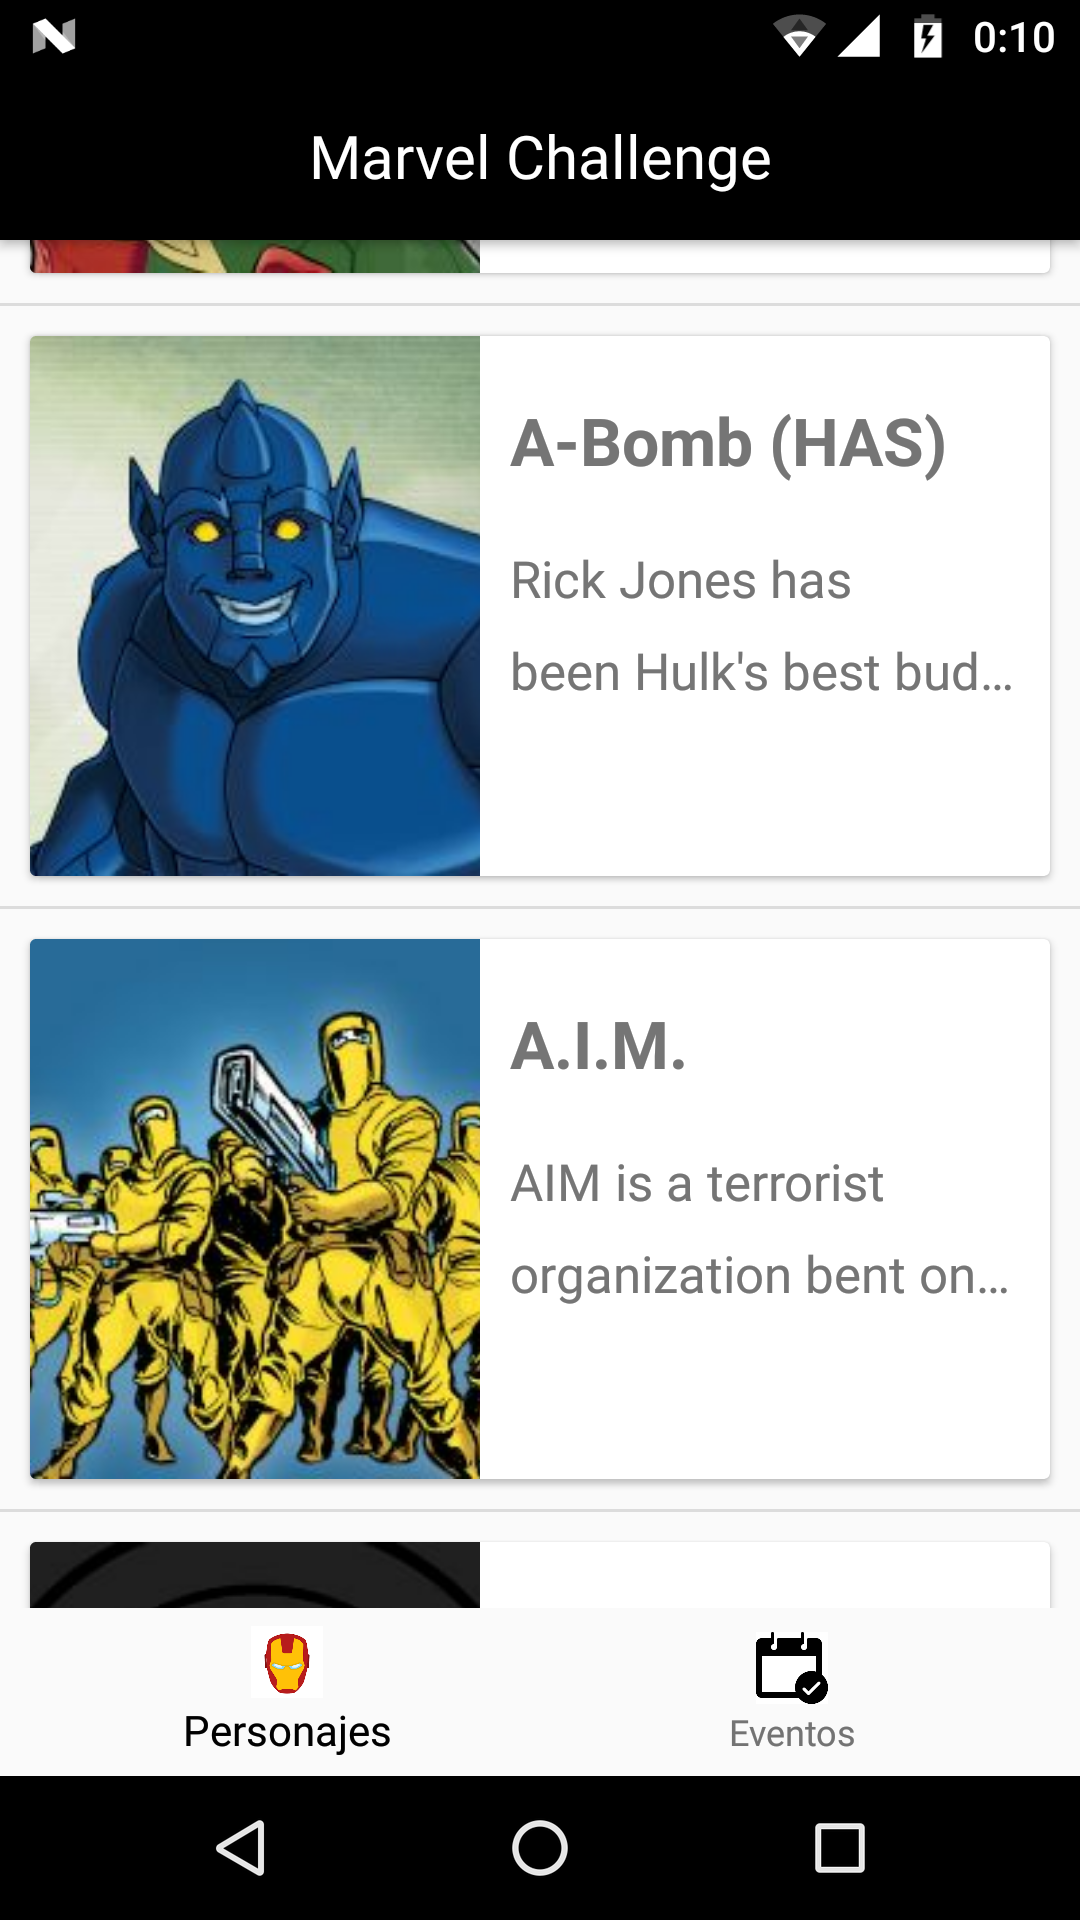 0:10
Marvel Challenge
A-Bomb (HAS)
Rick Jones has
been Hulk's best bud…
A.I.M.
AIM is a terrorist
organization bent on…
Personajes
Eventos